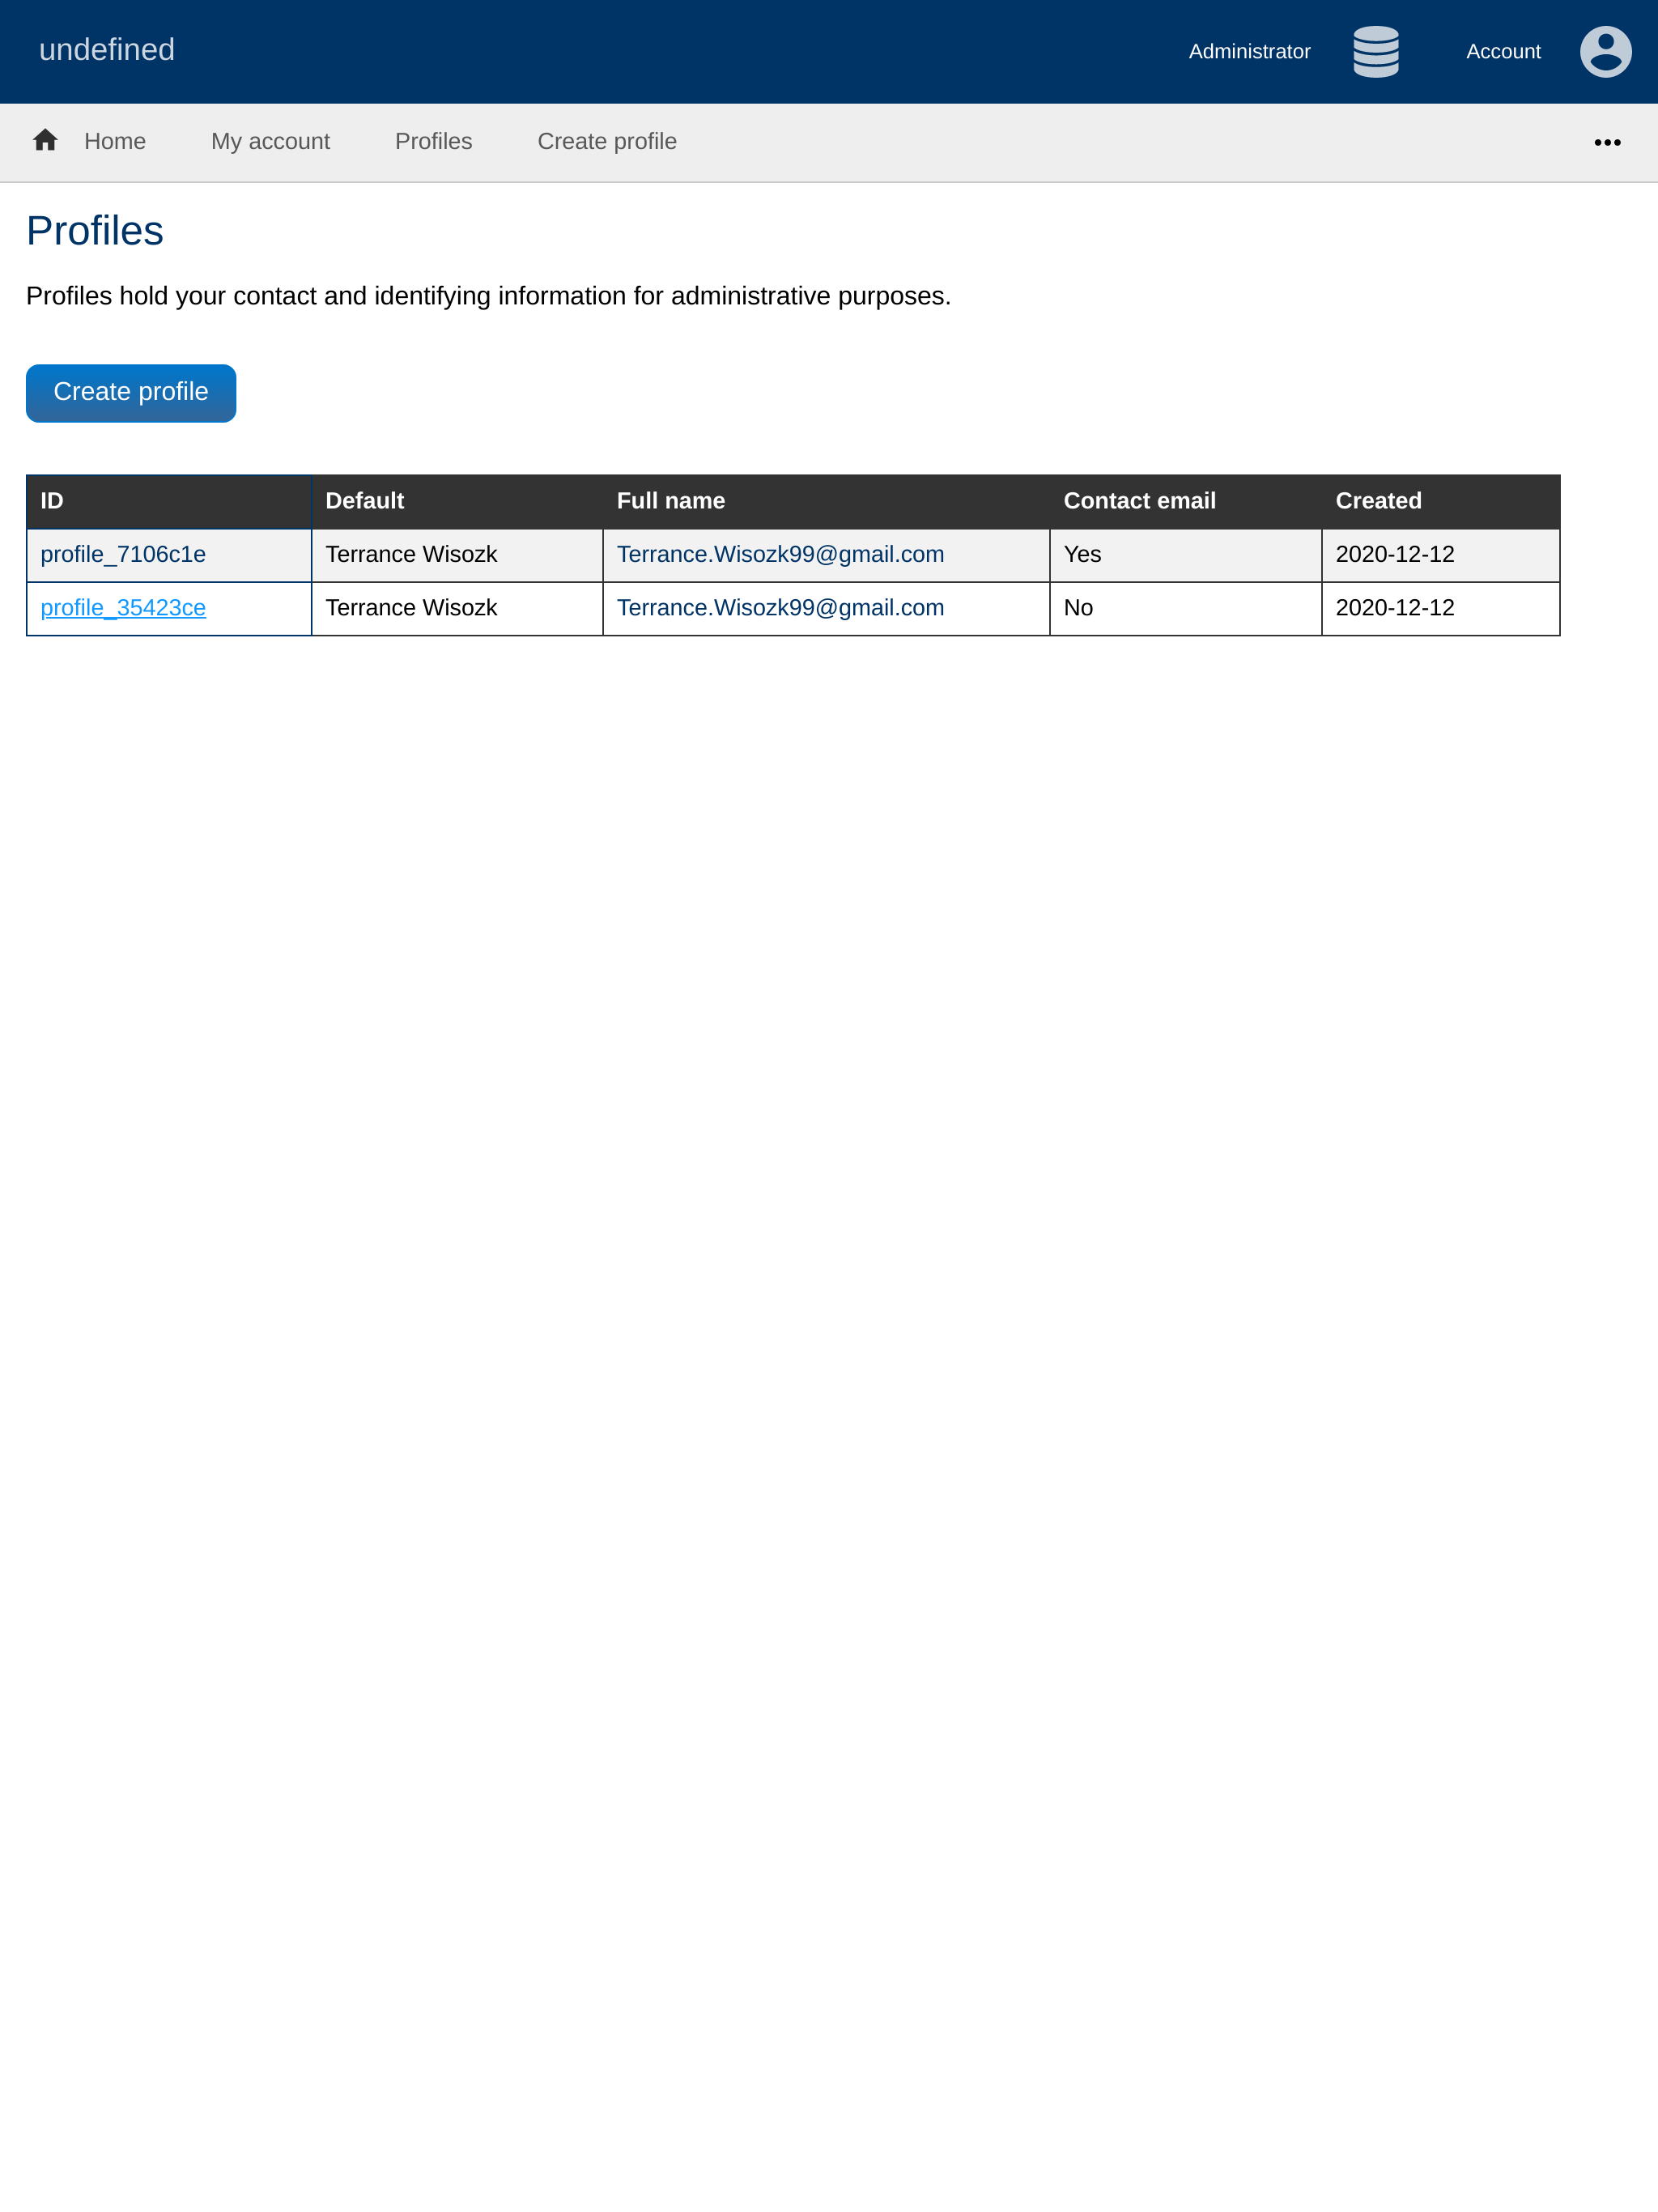 undefined Administrator Account
Home My account Profiles Create profile
Profiles
Profiles hold your contact and identifying information for administrative purposes.
Create profile
ID Default Full name Contact email Created
profile_7106c1e Terrance Wisozk Terrance.Wisozk99@gmail.com Yes 2020-12-12
profile_35423ce Terrance Wisozk Terrance.Wisozk99@gmail.com No 2020-12-12